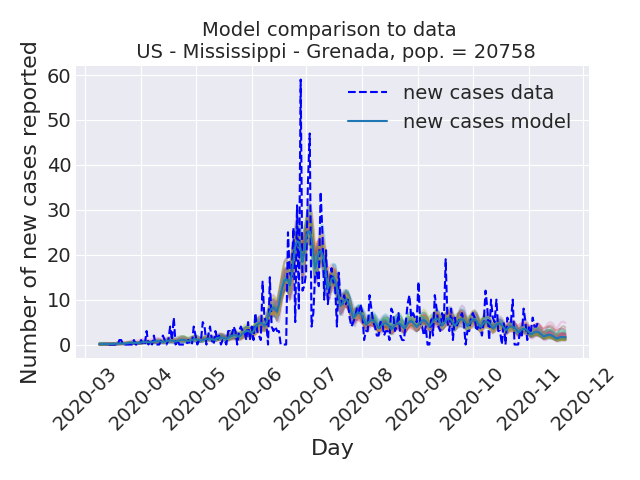 Model comparison to data
US - Mississippi - Grenada, pop. = 20758
Number of new cases reported
60
50
40
30
20
10
0
new cases data
new cases model
2020-03
2020-04
2020-05
2020-06
2020-07
2020-08
2020-09
2020-10
2020-11
2020-12
Day